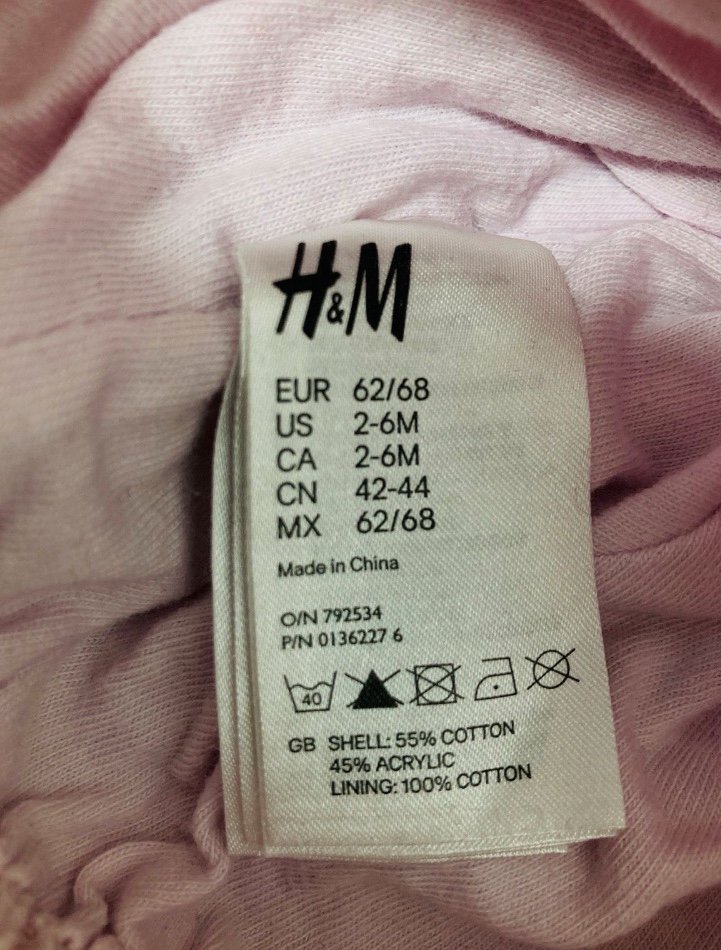 H&M
EUR 62/68
US 2-6M
CA 2-6M
CN 42-44
MX 62/68
Made in China
O/N 792534
P/N 0136227 6
40
GB SHELL: 55% COTTON
45% ACRYLIC
LINING: 100% COTTON